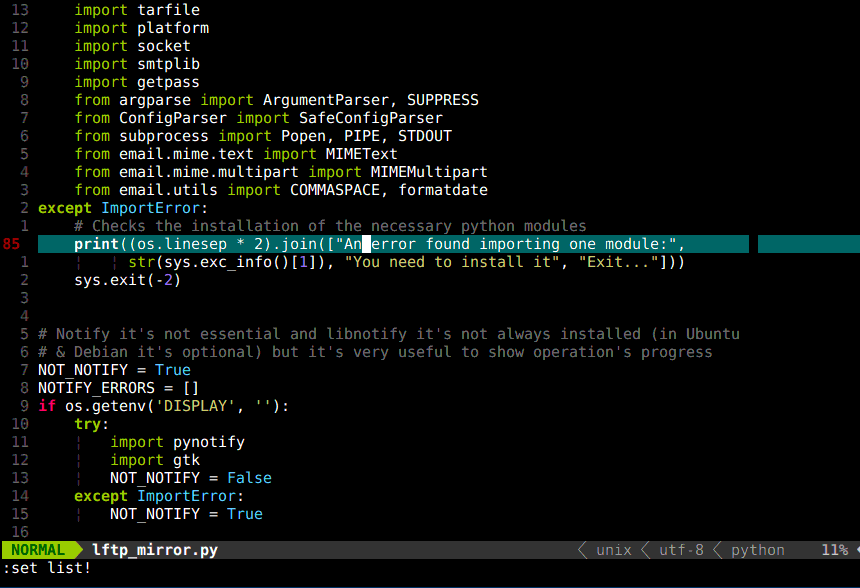 13 import tarfile
12 import platform
11 import socket
10 import smtplib
9 import getpass
8 from argparse import ArgumentParser, SUPPRESS
7 from ConfigParser import SafeConfigParser
6 from subprocess import Popen, PIPE, STDOUT
5 from email.mime.text import MIMEText
4 from email.mime.multipart import MIMEMultipart
3 from email.utils import COMMASPACE, formatdate
2 except ImportError:
1 # Checks the installation of the necessary python modules
85 print((os.linesep * 2).join(["An error found importing one module:",
1 ¦ ¦ str(sys.exc_info()[1]), "You need to install it", "Exit..."]))
2 sys.exit(-2)
3
4
5 # Notify it's not essential and libnotify it's not always installed (in Ubuntu
6 # & Debian it's optional) but it's very useful to show operation's progress
7 NOT_NOTIFY = True
8 NOTIFY_ERRORS = []
9 if os.getenv('DISPLAY', ''):
10 try:
11 ¦ import pynotify
12 ¦ import gtk
13 ¦ NOT_NOTIFY = False
14 except ImportError:
15 ¦ NOT_NOTIFY = True
16
NORMAL lftp_mirror.py unix utf-8 python 11%
:set list!